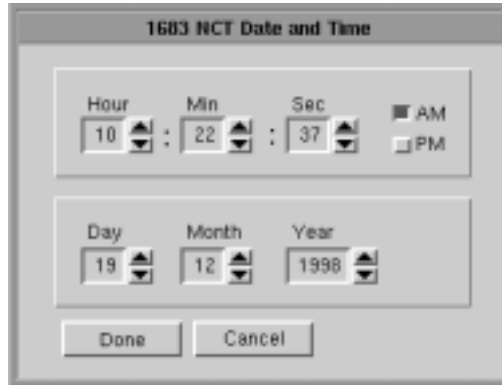 1683 NCT Date and Time
Hour Min Sec
10 : 22 : 37
AM
PM
Day Month Year
19 12 1998
Done Cancel